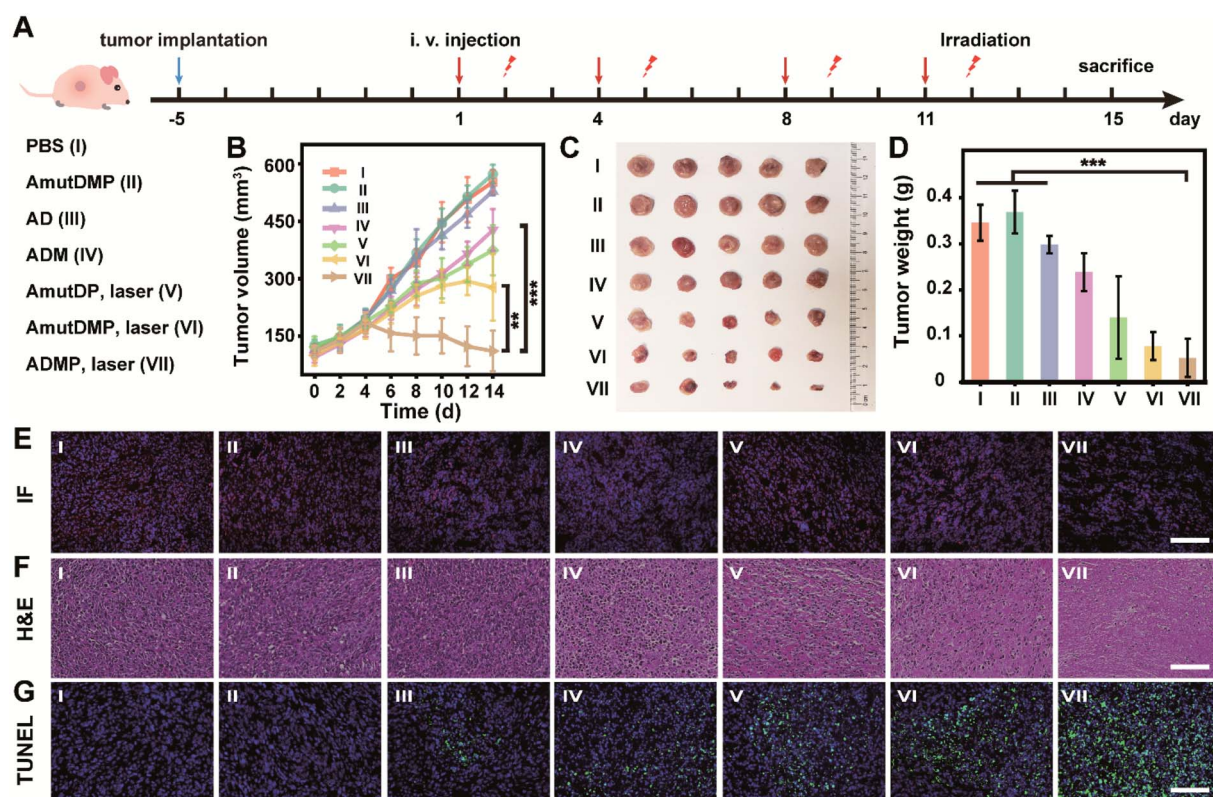 A
tumor implantation
i. v. injection
Irradiation
sacrifice
-5
1
4
8
11
15
day
PBS (I)
AmutDMP (II)
AD (III)
ADM (IV)
AmutDP, laser (V)
AmutDMP, laser (VI)
ADMP, laser (VII)
B
Tumor volume (mm³)
600
450
300
150
I
II
III
IV
V
VI
VII
**
***
0 2 4 6 8 10 12 14
Time (d)
C
I
II
III
IV
V
VI
VII
D
Tumor weight (g)
0.4
0.3
0.2
0.1
0
***
I II III IV V VI VII
E
IF
I II III IV V VI VII
F
H&E
I II III IV V VI VII
G
TUNEL
I II III IV V VI VII